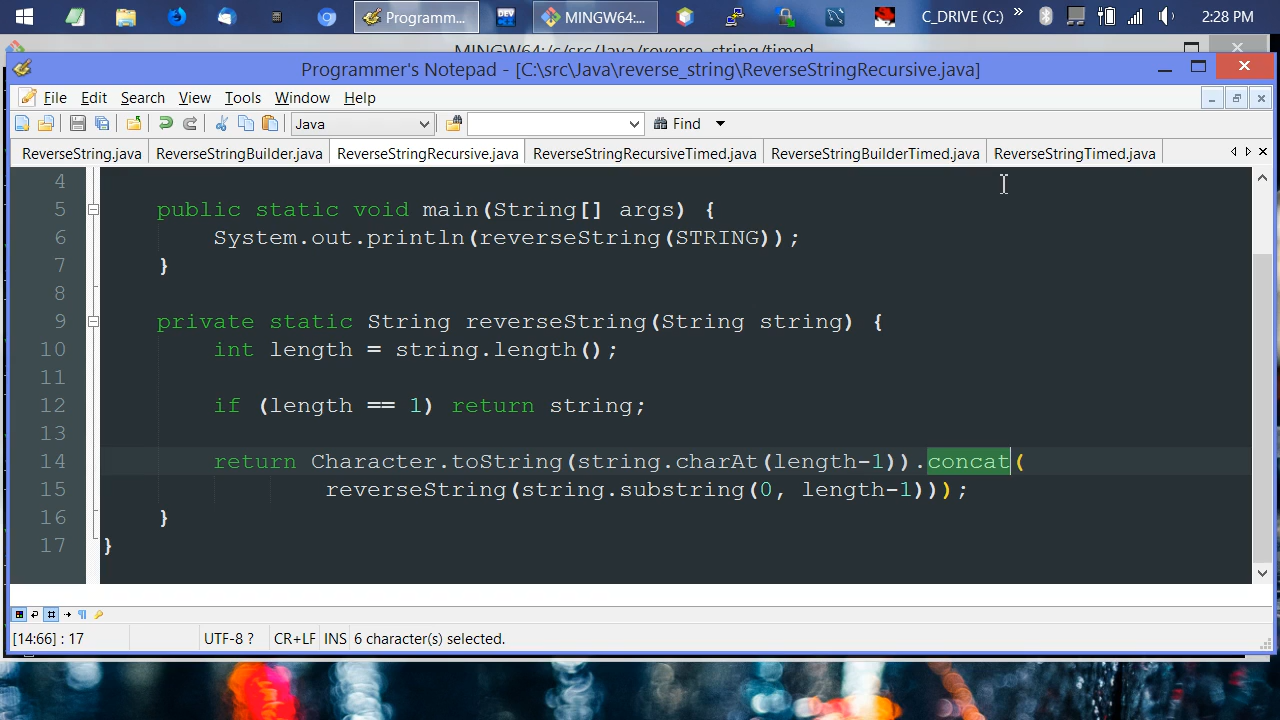 Programm...
MINGW64:...
C_DRIVE (C:)
»
2:28 PM
MINGW64:/c/src/Java/reverse_string/timed
Programmer's Notepad - [C:\src\Java\reverse_string\ReverseStringRecursive.java]
File Edit Search View Tools Window Help
Java Find
ReverseString.java ReverseStringBuilder.java ReverseStringRecursive.java ReverseStringRecursiveTimed.java ReverseStringBuilderTimed.java ReverseStringTimed.java
4
5 public static void main(String[] args) {
6 System.out.println(reverseString(STRING));
7 }
8
9 private static String reverseString(String string) {
10 int length = string.length();
11
12 if (length == 1) return string;
13
14 return Character.toString(string.charAt(length-1)).concat(
15 reverseString(string.substring(0, length-1)));
16 }
17 }
[14:66] : 17 UTF-8 ? CR+LF INS 6 character(s) selected.